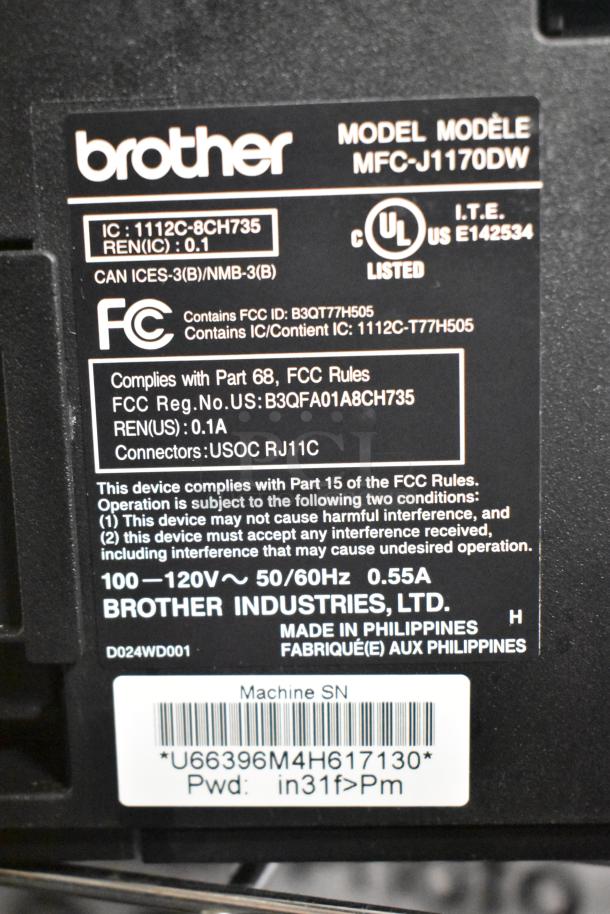 brother
MODEL MODÈLE
MFC-J1170DW
IC : 1112C-8CH735
REN(IC) : 0.1
CAN ICES-3(B)/NMB-3(B)
C UL US
LISTED
I.T.E.
E142534
FC Contains FCC ID: B3QT77H505
Contains IC/Contient IC: 1112C-T77H505
Complies with Part 68, FCC Rules
FCC Reg.No.US:B3QFA01A8CH735
REN(US) : 0.1A
Connectors:USOC RJ11C
This device complies with Part 15 of the FCC Rules.
Operation is subject to the following two conditions:
(1) This device may not cause harmful interference, and
(2) this device must accept any interference received,
including interference that may cause undesired operation.
100－120V～ 50/60Hz 0.55A
BROTHER INDUSTRIES, LTD.
H
MADE IN PHILIPPINES
D024WD001 FABRIQUÉ(E) AUX PHILIPPINES
Machine SN
*U66396M4H617130*
Pwd: in31f>Pm